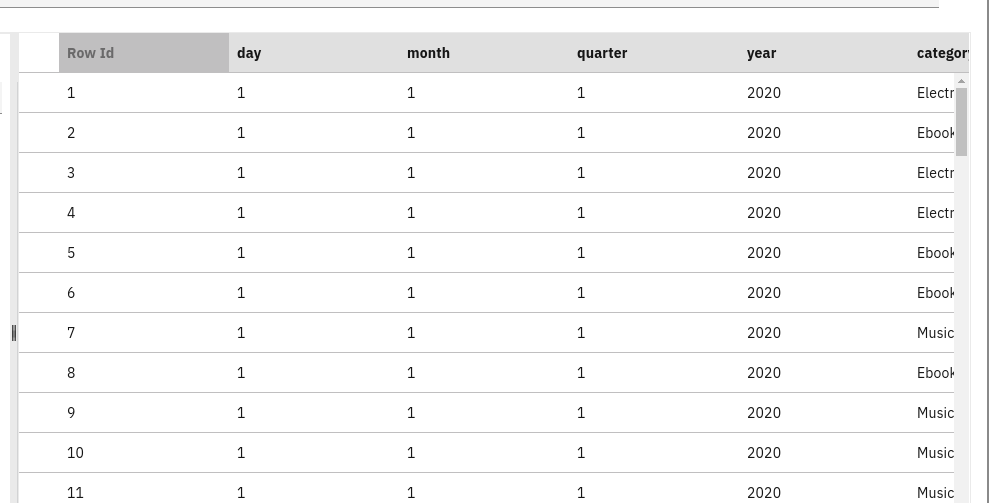 Row Id day month quarter year category
1 1 1 1 2020 Electr
2 1 1 1 2020 Ebook
3 1 1 1 2020 Electr
4 1 1 1 2020 Electr
5 1 1 1 2020 Ebook
6 1 1 1 2020 Ebook
7 1 1 1 2020 Music
8 1 1 1 2020 Ebook
9 1 1 1 2020 Music
10 1 1 1 2020 Music
11 1 1 1 2020 Music